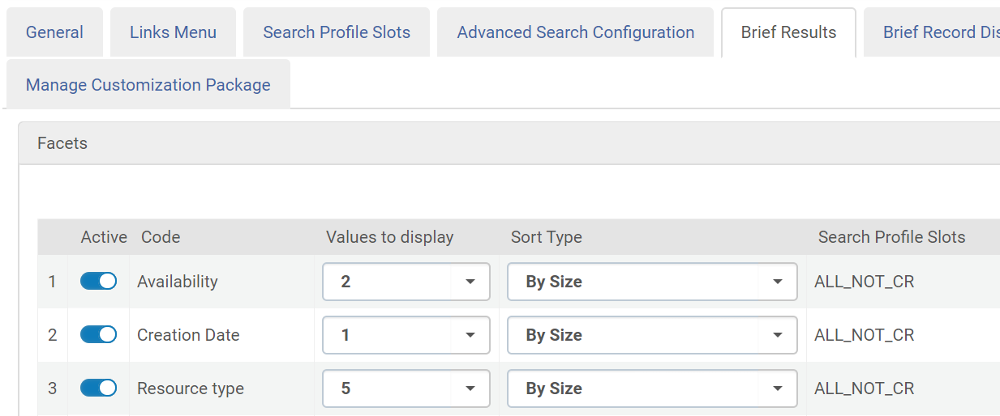 General Links Menu Search Profile Slots Advanced Search Configuration Brief Results Brief Record
Manage Customization Package
Facets
Active Code Values to display Sort Type Search Profile Slots
1 Availability 2 By Size ALL_NOT_CR
2 Creation Date 1 By Size ALL_NOT_CR
3 Resource type 5 By Size ALL_NOT_CR